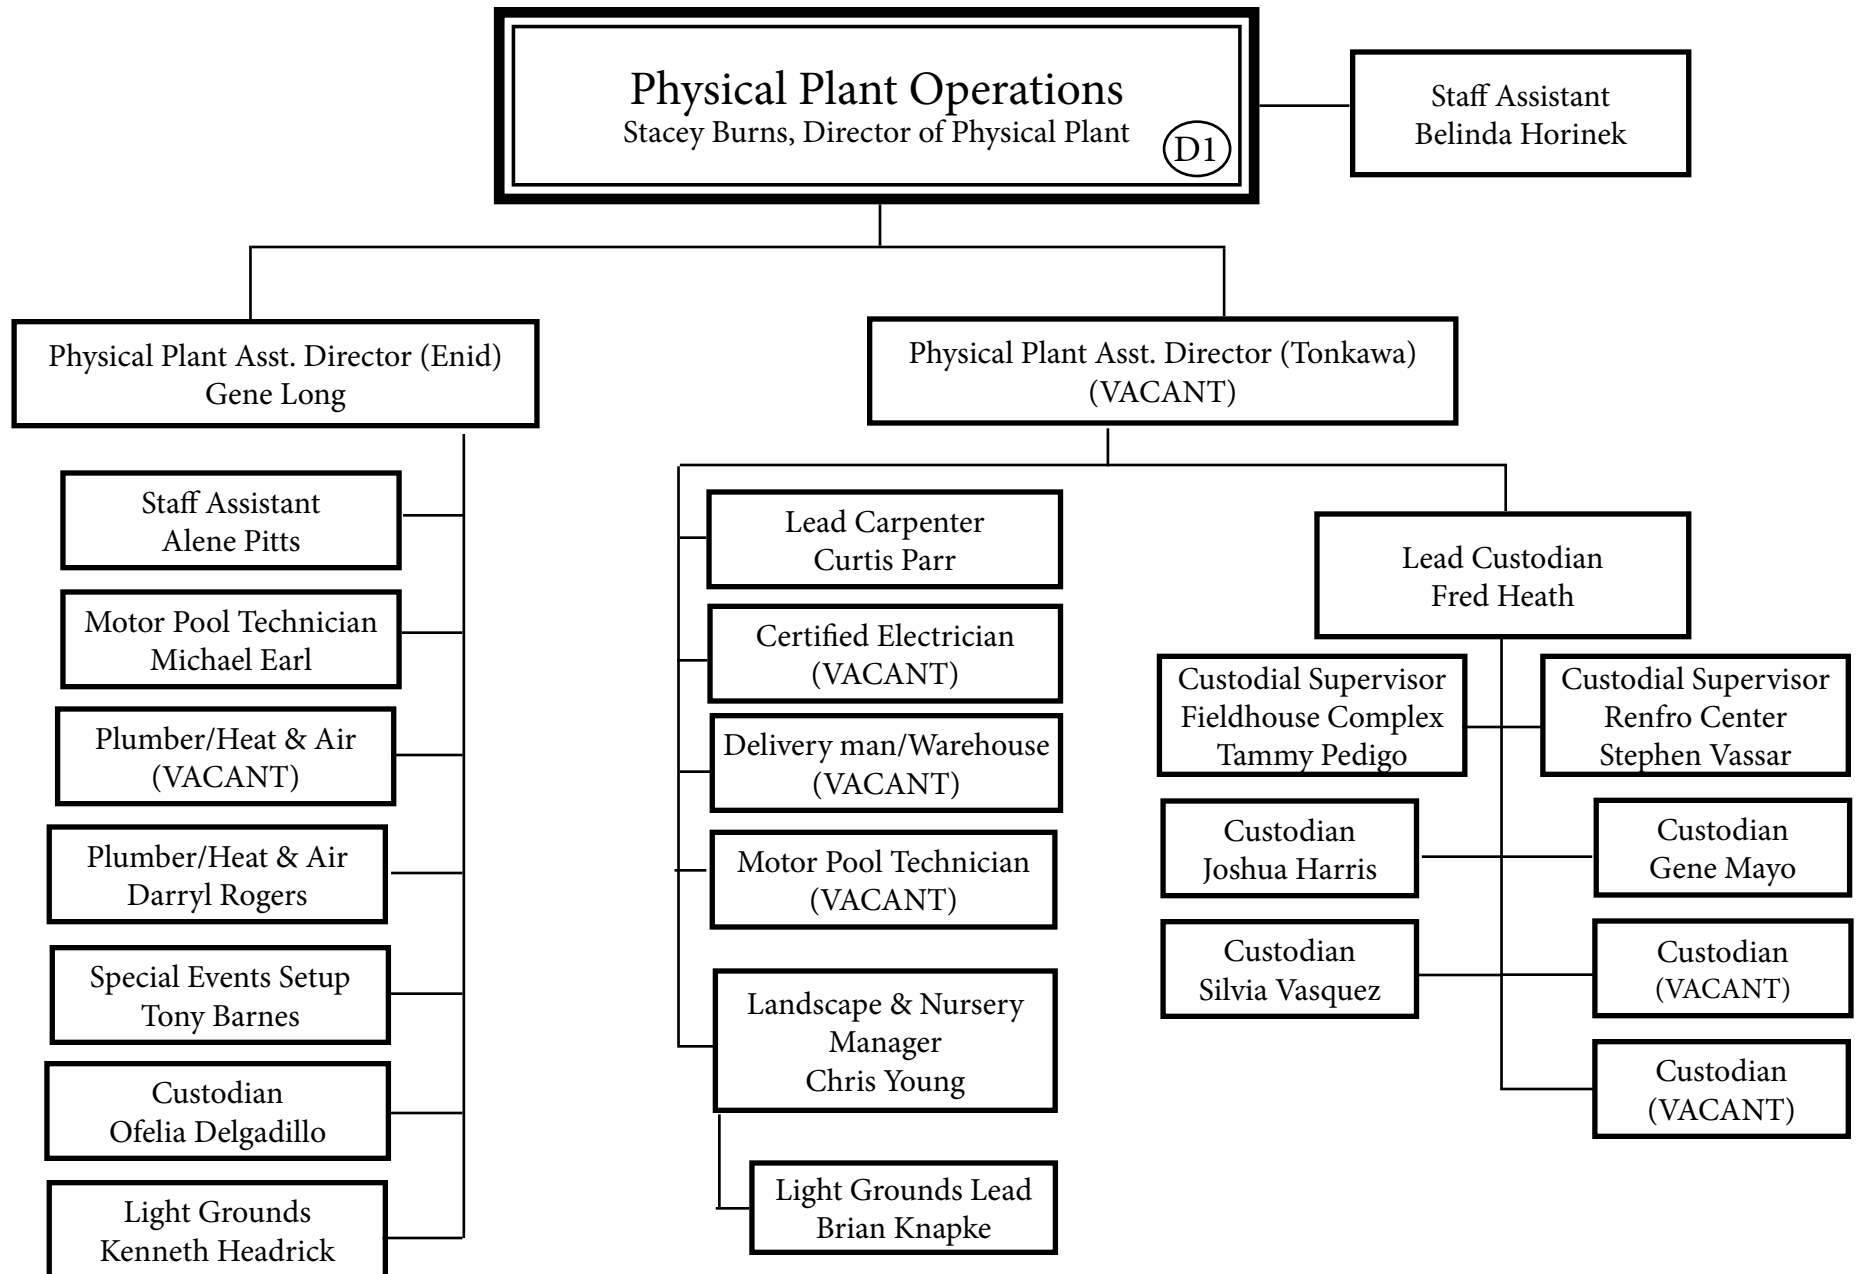 Physical Plant Operations
Stacey Burns, Director of Physical Plant
D1
Staff Assistant
Belinda Horinek
Physical Plant Asst. Director (Enid)
Gene Long
Staff Assistant
Alene Pitts
Motor Pool Technician
Michael Earl
Plumber/Heat & Air
(VACANT)
Plumber/Heat & Air
Darryl Rogers
Special Events Setup
Tony Barnes
Custodian
Ofelia Delgadillo
Light Grounds
Kenneth Headrick
Physical Plant Asst. Director (Tonkawa)
(VACANT)
Lead Carpenter
Curtis Parr
Certified Electrician
(VACANT)
Delivery man/Warehouse
(VACANT)
Motor Pool Technician
(VACANT)
Landscape & Nursery
Manager
Chris Young
Light Grounds Lead
Brian Knapke
Lead Custodian
Fred Heath
Custodial Supervisor
Fieldhouse Complex
Tammy Pedigo
Custodial Supervisor
Renfro Center
Stephen Vassar
Custodian
Joshua Harris
Custodian
Gene Mayo
Custodian
Silvia Vasquez
Custodian
(VACANT)
Custodian
(VACANT)